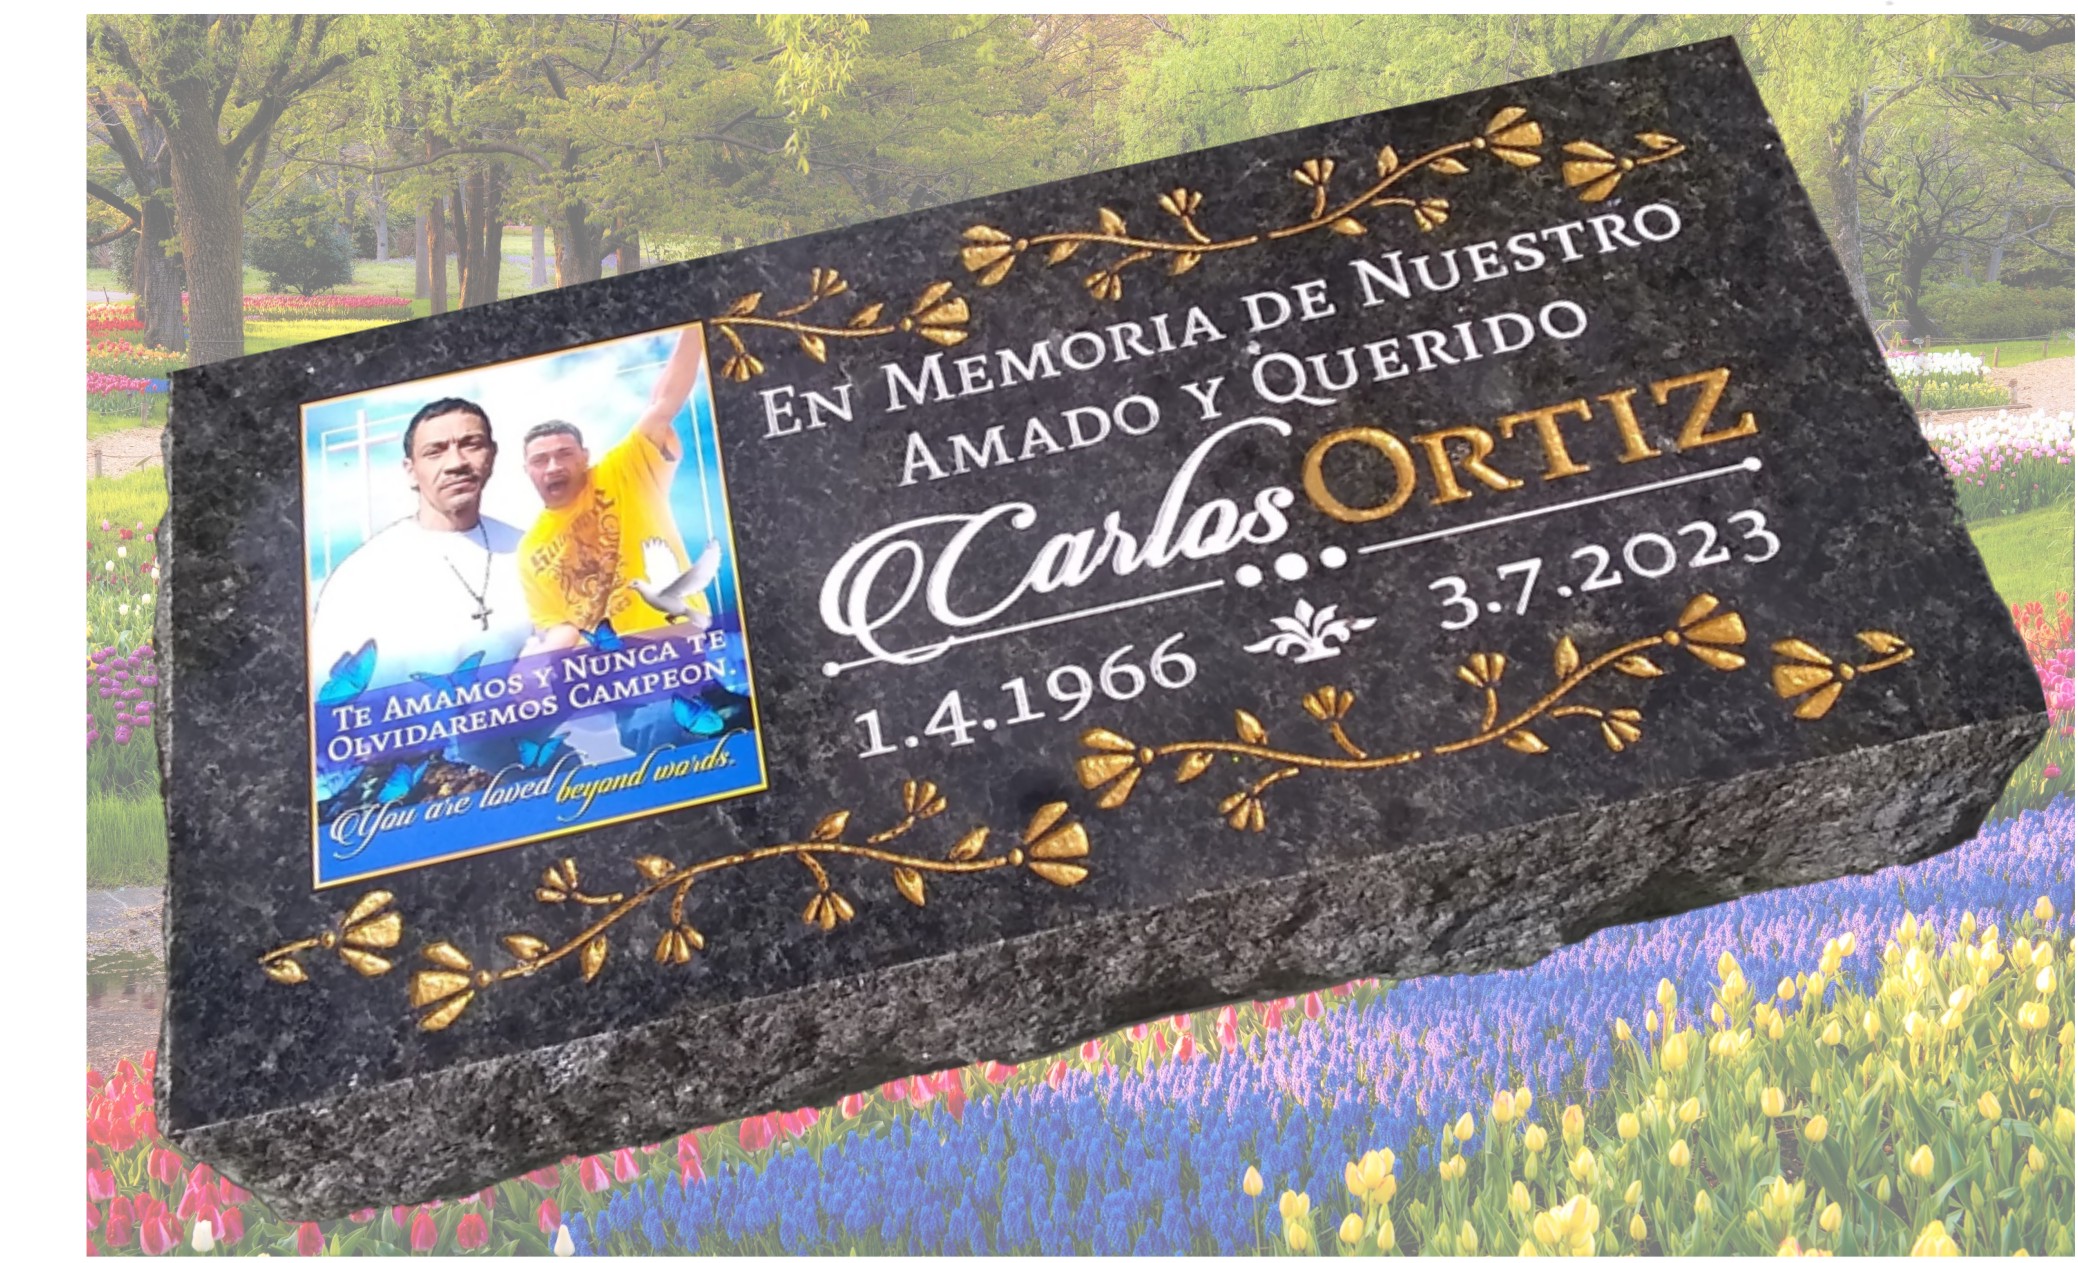 En Memoria de Nuestro
Amado y Querido
Carlos Ortiz
1.4.1966 3.7.2023
Te Amamos y Nunca te
Olvidaremos Campeon.
You are loved beyond words.